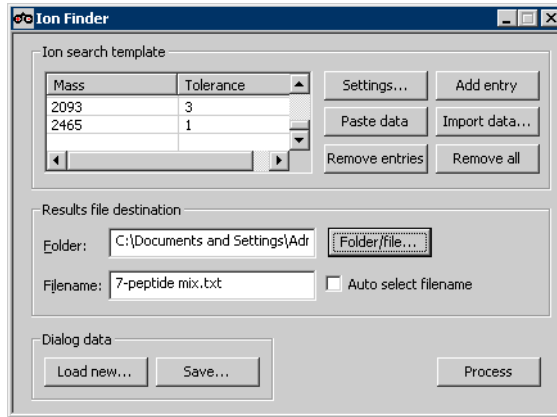 Ion Finder
Ion search template
Mass Tolerance
2093 3
2465 1
Settings... Add entry
Paste data Import data...
Remove entries Remove all
Results file destination
Folder: C:\Documents and Settings\Adr Folder/file...
Filename: 7-peptide mix.txt Auto select filename
Dialog data
Load new... Save... Process